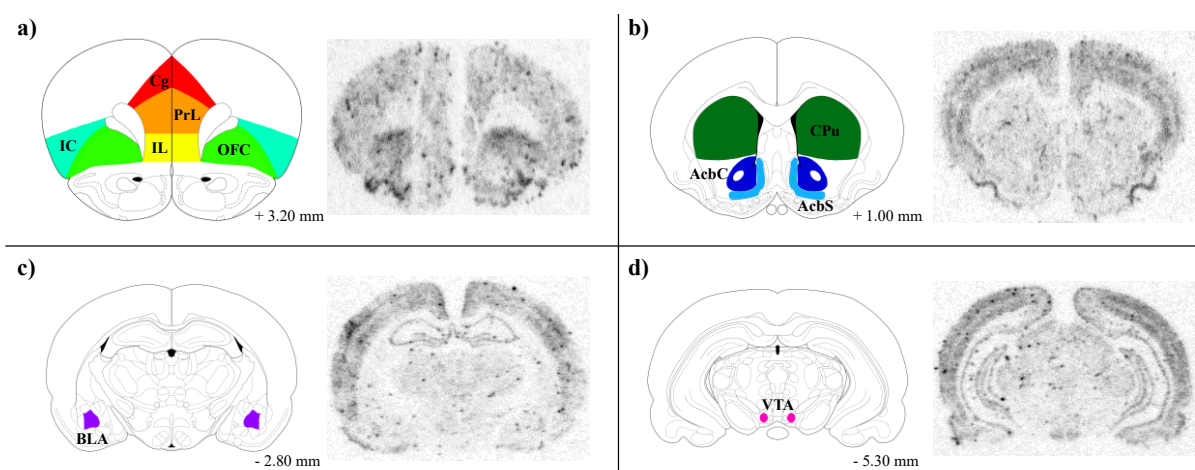 a)
Cg
PrL
IC
IL
OFC
+ 3.20 mm
b)
CPu
AcbC
AcbS
+ 1.00 mm
c)
BLA
- 2.80 mm
d)
VTA
- 5.30 mm